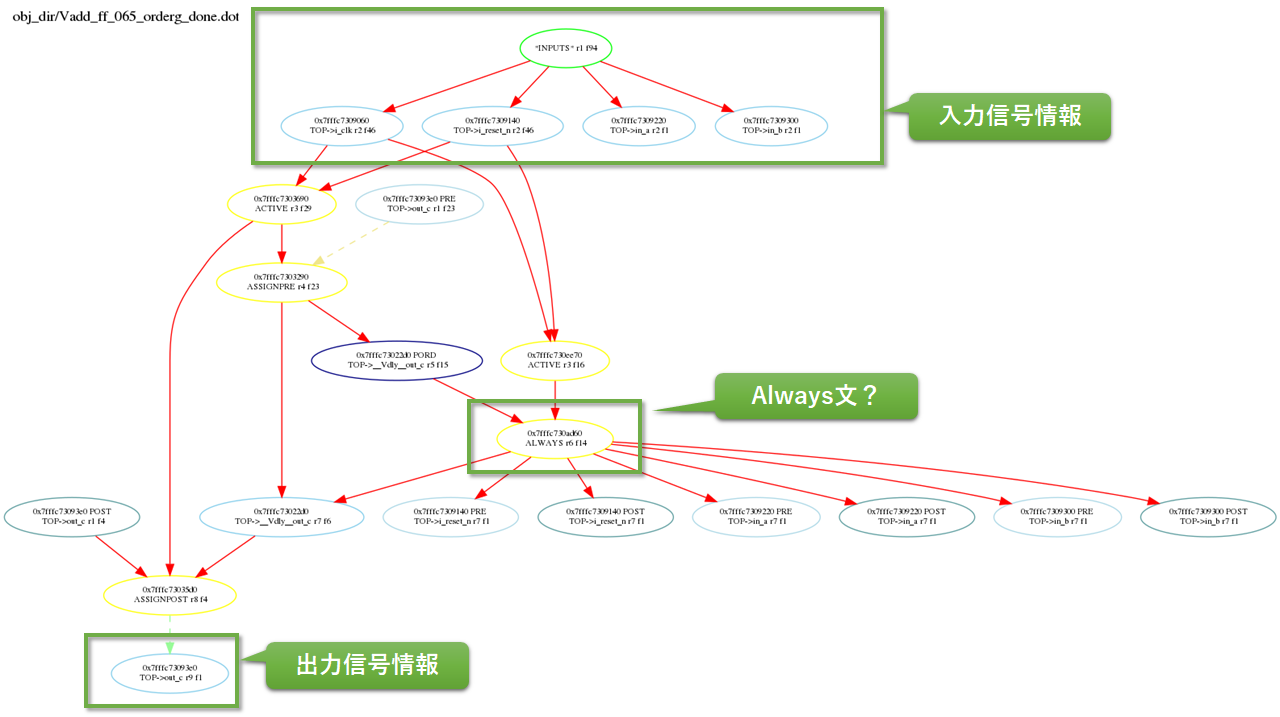 obj_dir/Vadd_ff_065_orderg_done.dot
*INPUTS* r1 f94
入力信号情報
0x7fffc7309060
TOP->i_clk r2 f46
0x7fffc7309140
TOP->i_reset_n r2 f46
0x7fffc7309220
TOP->in_a r2 f1
0x7fffc7309300
TOP->in_b r2 f1
0x7fffc7303690
ACTIVE r3 f29
0x7fffc73093e0 PRE
TOP->out_c r1 f23
0x7fffc7303290
ASSIGNPRE r4 f23
0x7fffc73022d0 PORD
TOP->__Vdly__out_c r5 f15
0x7fffc730ee70
ACTIVE r3 f16
Always文？
0x7fffc730ad60
ALWAYS r6 f14
0x7fffc73093e0 POST
TOP->out_c r1 f4
0x7fffc73022d0
TOP->__Vdly__out_c r7 f6
0x7fffc7309140 PRE
TOP->i_reset_n r7 f1
0x7fffc7309140 POST
TOP->i_reset_n r7 f1
0x7fffc7309220 PRE
TOP->in_a r7 f1
0x7fffc7309220 POST
TOP->in_a r7 f1
0x7fffc7309300 PRE
TOP->in_b r7 f1
0x7fffc7309300 POST
TOP->in_b r7 f1
0x7fffc73035d0
ASSIGNPOST r8 f4
0x7fffc73093e0
TOP->out_c r9 f1
出力信号情報